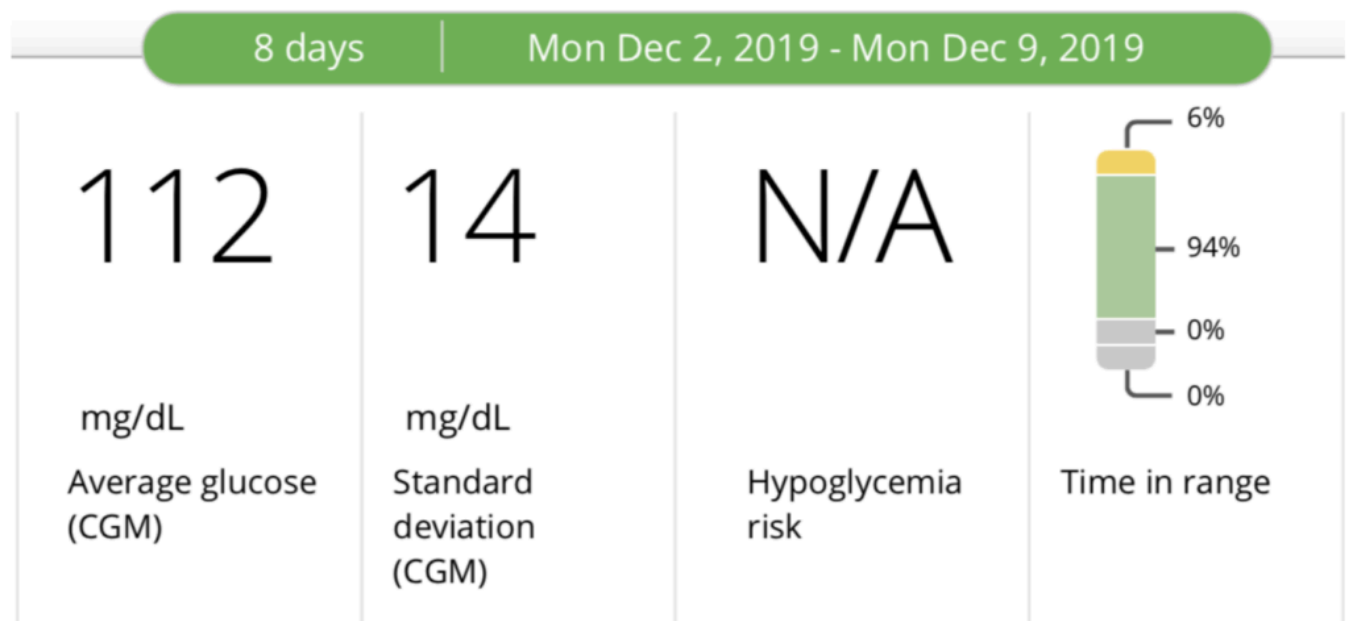 8 days
Mon Dec 2, 2019 - Mon Dec 9, 2019
112
mg/dL
Average glucose
(CGM)
14
mg/dL
Standard
deviation
(CGM)
N/A
Hypoglycemia
risk
6%
94%
0%
0%
Time in range